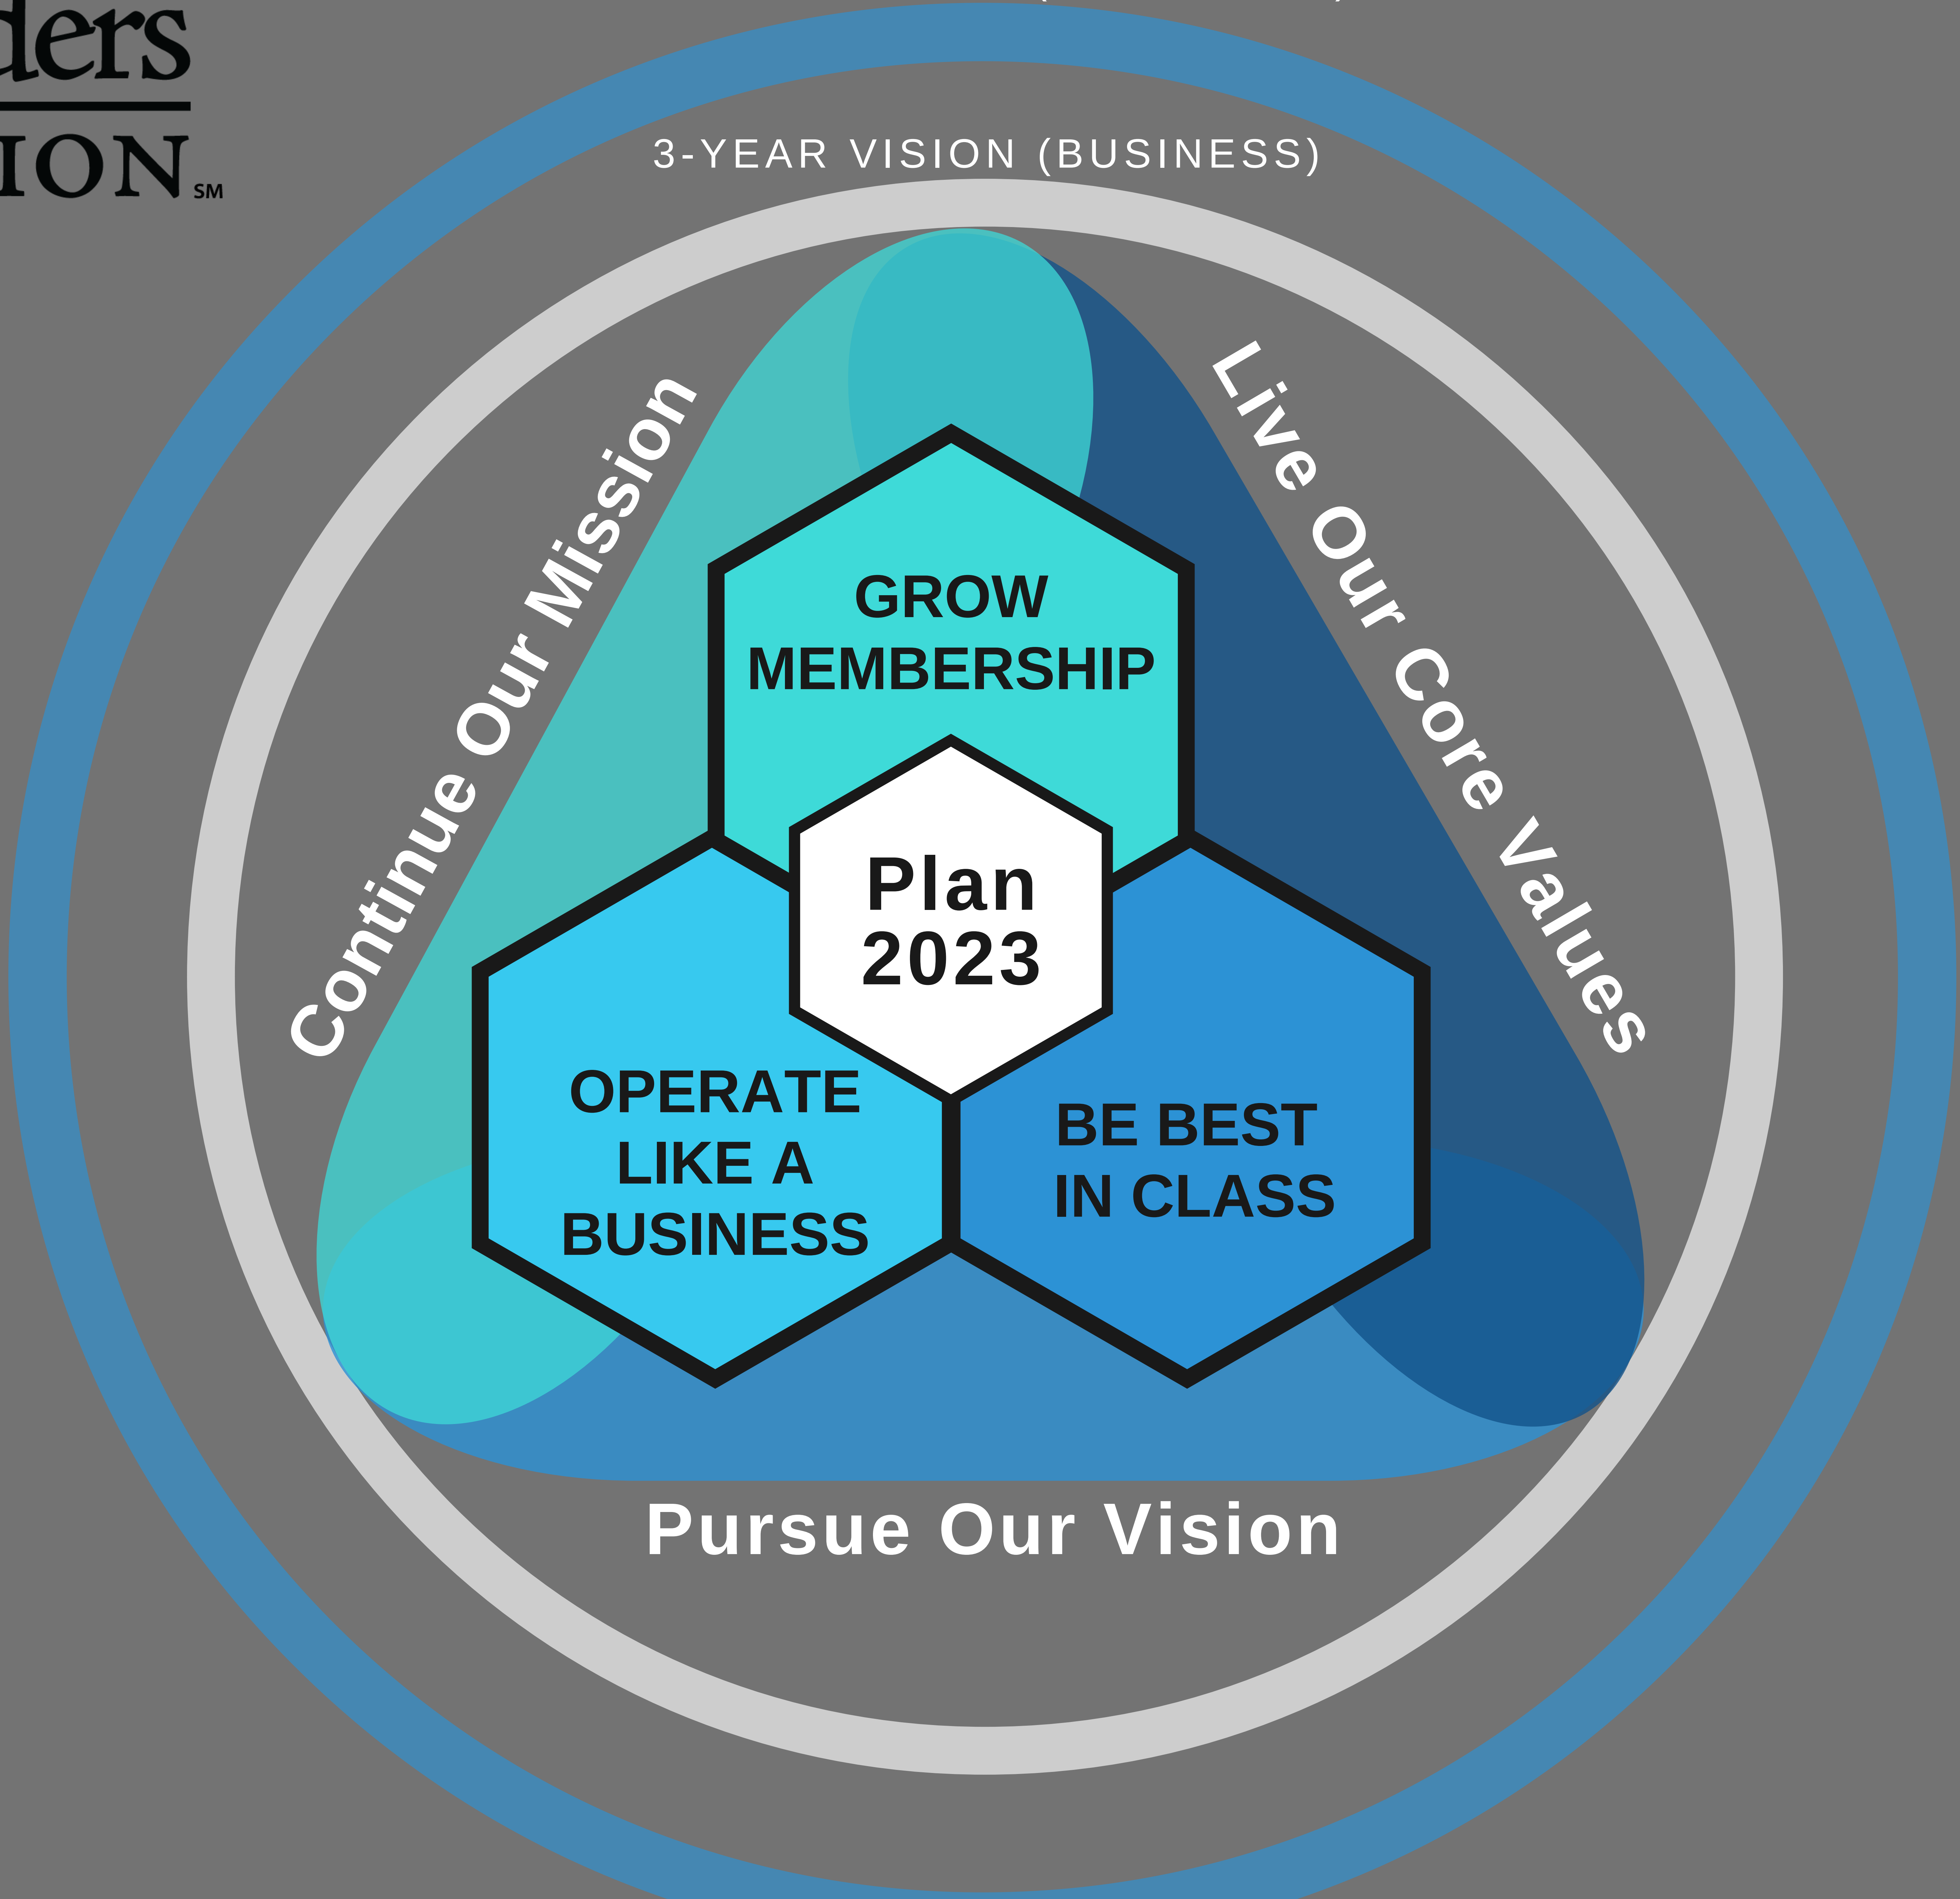 ders
ION SM
3-YEAR VISION (BUSINESS)
Continue Our Mission
Live Our Core Values
GROW
MEMBERSHIP
Plan
2023
OPERATE
LIKE A
BUSINESS
BE BEST
IN CLASS
Pursue Our Vision